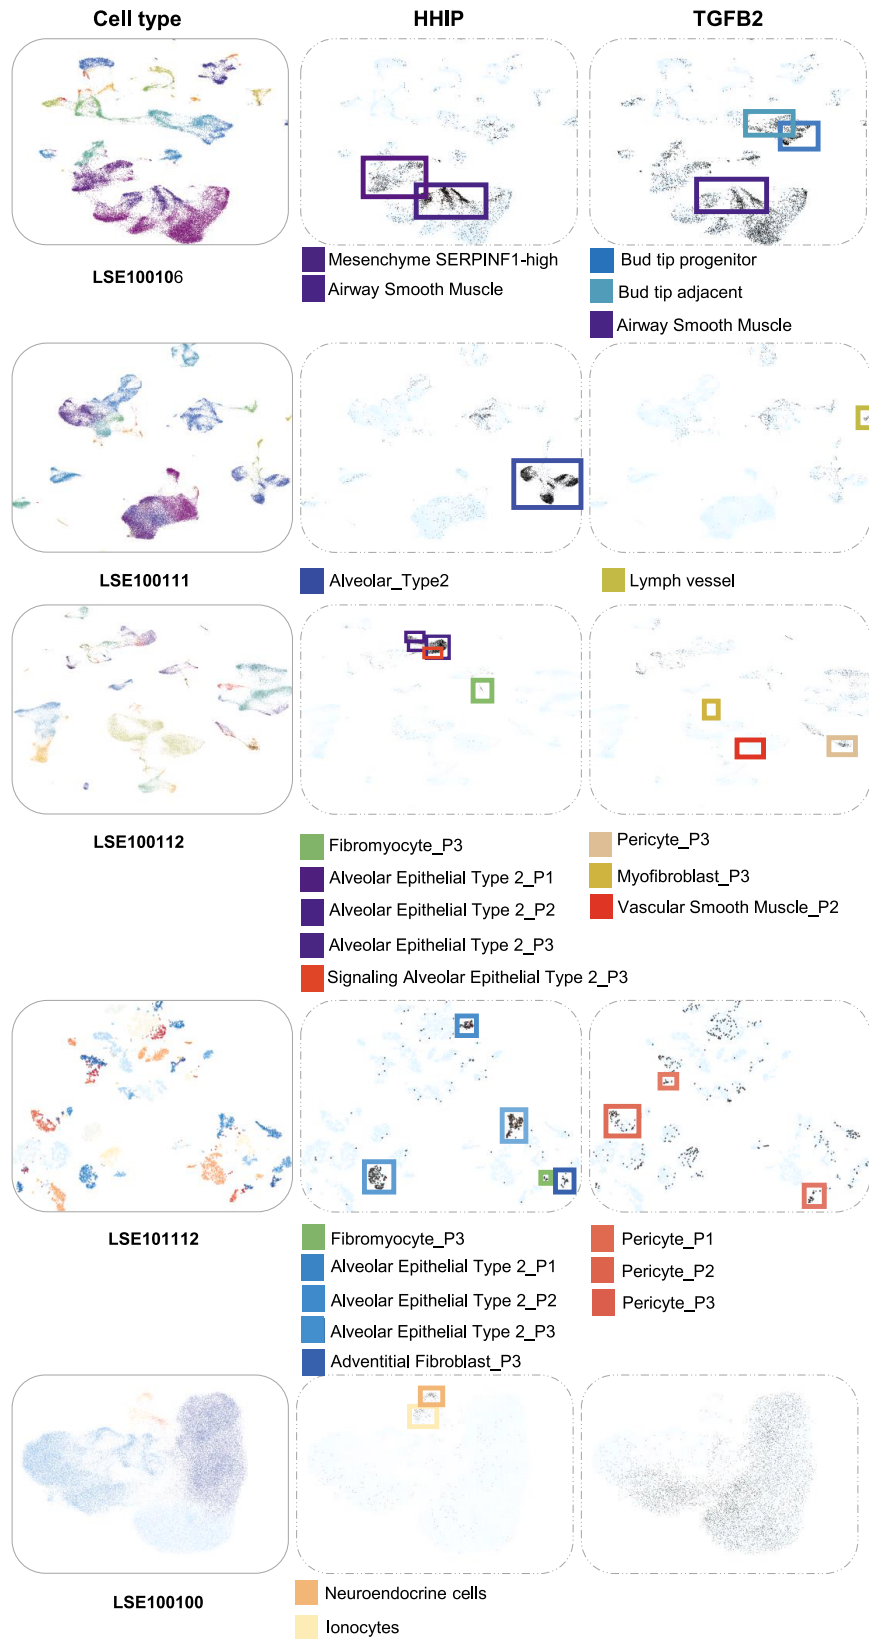 Cell type
HHIP
TGFB2
LSE100106
Mesenchyme SERPINF1-high
Airway Smooth Muscle
Bud tip progenitor
Bud tip adjacent
Airway Smooth Muscle
LSE100111
Alveolar_Type2
Lymph vessel
LSE100112
Fibromyocyte_P3
Alveolar Epithelial Type 2_P1
Alveolar Epithelial Type 2_P2
Alveolar Epithelial Type 2_P3
Signaling Alveolar Epithelial Type 2_P3
Pericyte_P3
Myofibroblast_P3
Vascular Smooth Muscle_P2
LSE101112
Fibromyocyte_P3
Alveolar Epithelial Type 2_P1
Alveolar Epithelial Type 2_P2
Alveolar Epithelial Type 2_P3
Adventitial Fibroblast_P3
Pericyte_P1
Pericyte_P2
Pericyte_P3
LSE100100
Neuroendocrine cells
Ionocytes